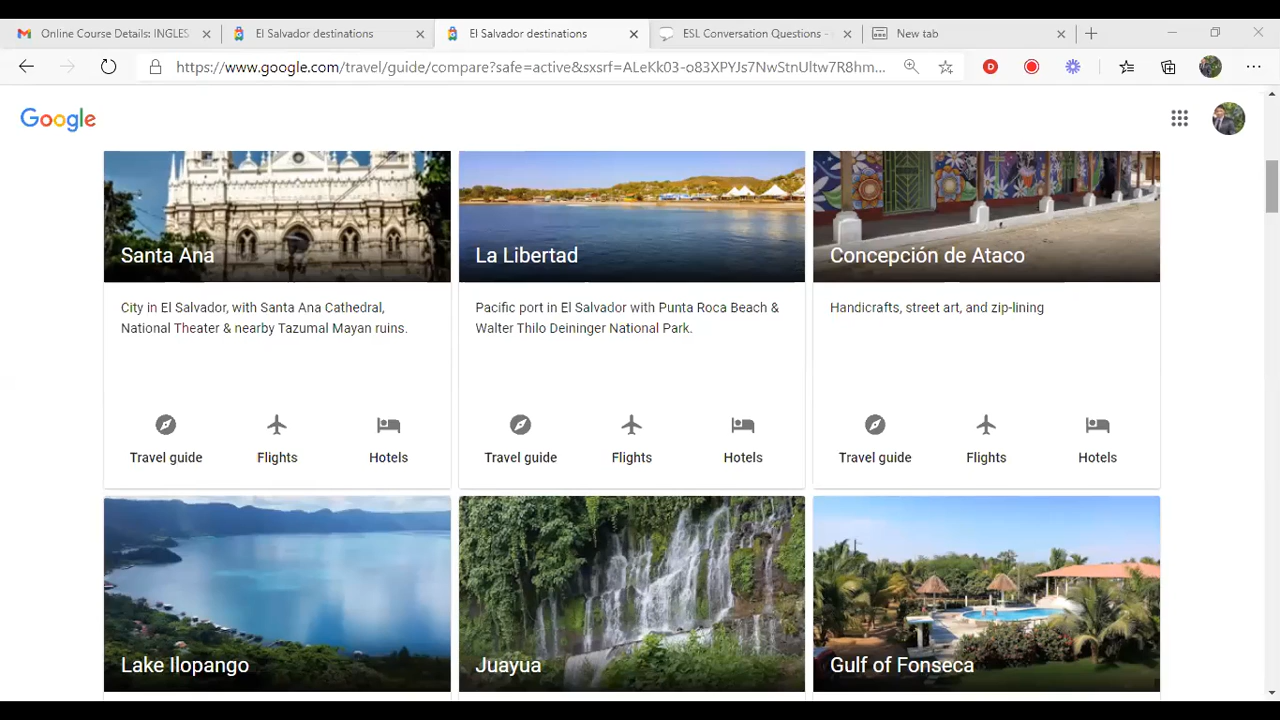 Online Course Details: INGLES
El Salvador destinations
El Salvador destinations
ESL Conversation Questions -
New tab
https://www.google.com/travel/guide/compare?safe=active&sxsrf=ALeKk03-o83XPYJs7NwStnUltw7R8hm...
Google
Santa Ana
La Libertad
Concepción de Ataco
City in El Salvador, with Santa Ana Cathedral,
National Theater & nearby Tazumal Mayan ruins.
Pacific port in El Salvador with Punta Roca Beach &
Walter Thilo Deininger National Park.
Handicrafts, street art, and zip-lining
Travel guide
Flights
Hotels
Travel guide
Flights
Hotels
Travel guide
Flights
Hotels
Lake Ilopango
Juayua
Gulf of Fonseca